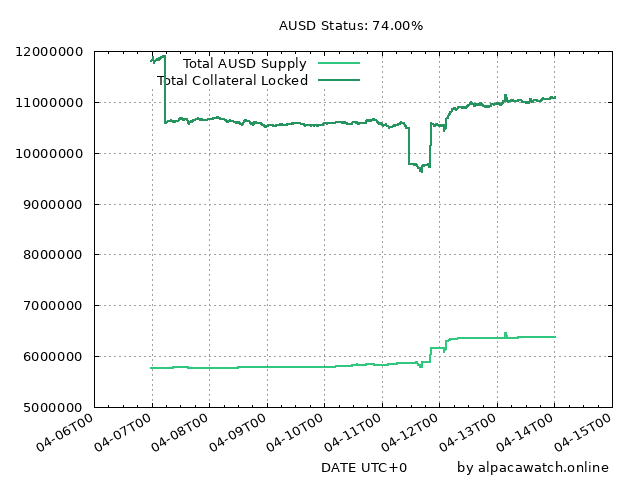 AUSD Status: 74.00%
12000000
11000000
10000000
9000000
8000000
7000000
6000000
5000000
Total AUSD Supply
Total Collateral Locked
04-06T00
04-07T00
04-08T00
04-09T00
04-10T00
04-11T00
04-12T00
04-13T00
04-14T00
04-15T00
DATE UTC+0
by alpacawatch.online